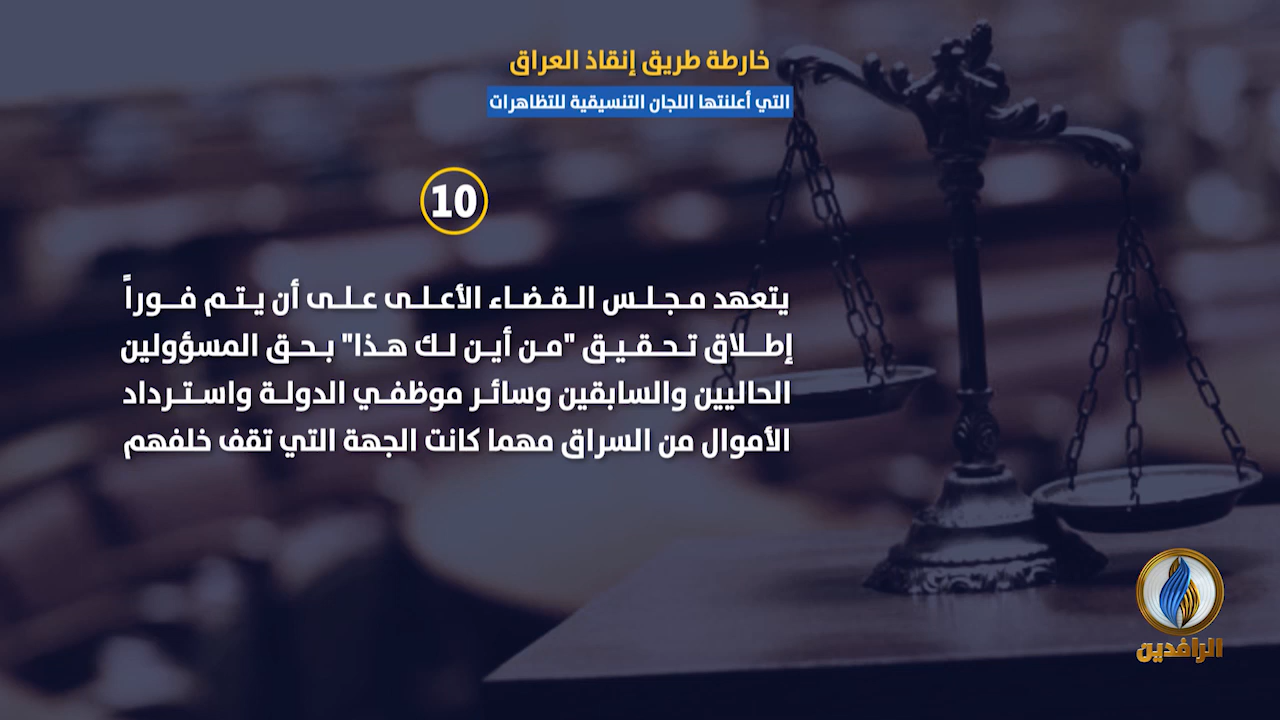 خارطة طريق إنقاذ العراق
التي أعلنتها اللجان التنسيقية للتظاهرات
10
يتعهد مجلس القضاء الأعلى على أن يتم فوراً
إطلاق تحقيق "من أين لك هذا" بحق المسؤولين
الحاليين والسابقين وسائر موظفي الدولة واسترداد
الأموال من السراق مهما كانت الجهة التي تقف خلفهم
الرافدين